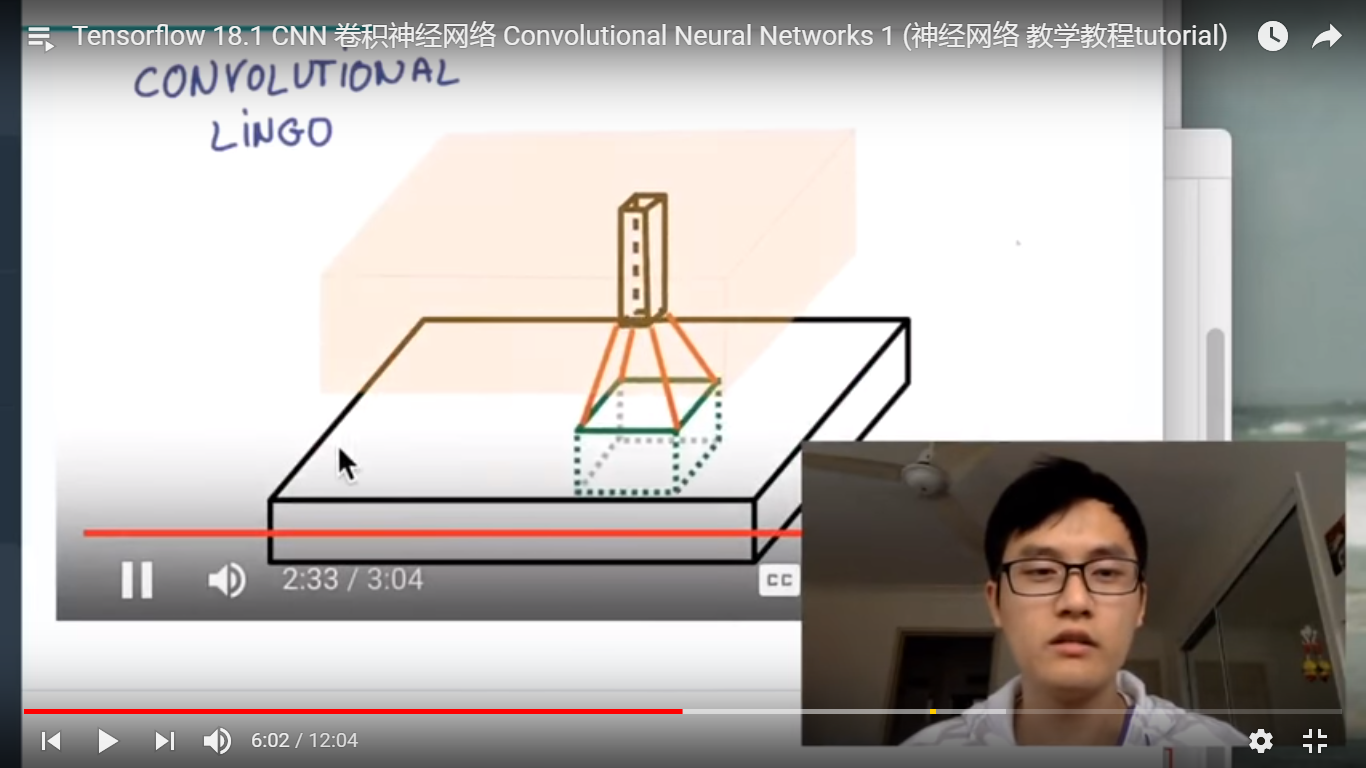 Tensorflow 18.1 CNN 卷积神经网络 Convolutional Neural Networks 1 (神经网络 教学教程tutorial)
CONVOLUTIONAL
LiNGO
2:33 / 3:04
CC
6:02 / 12:04